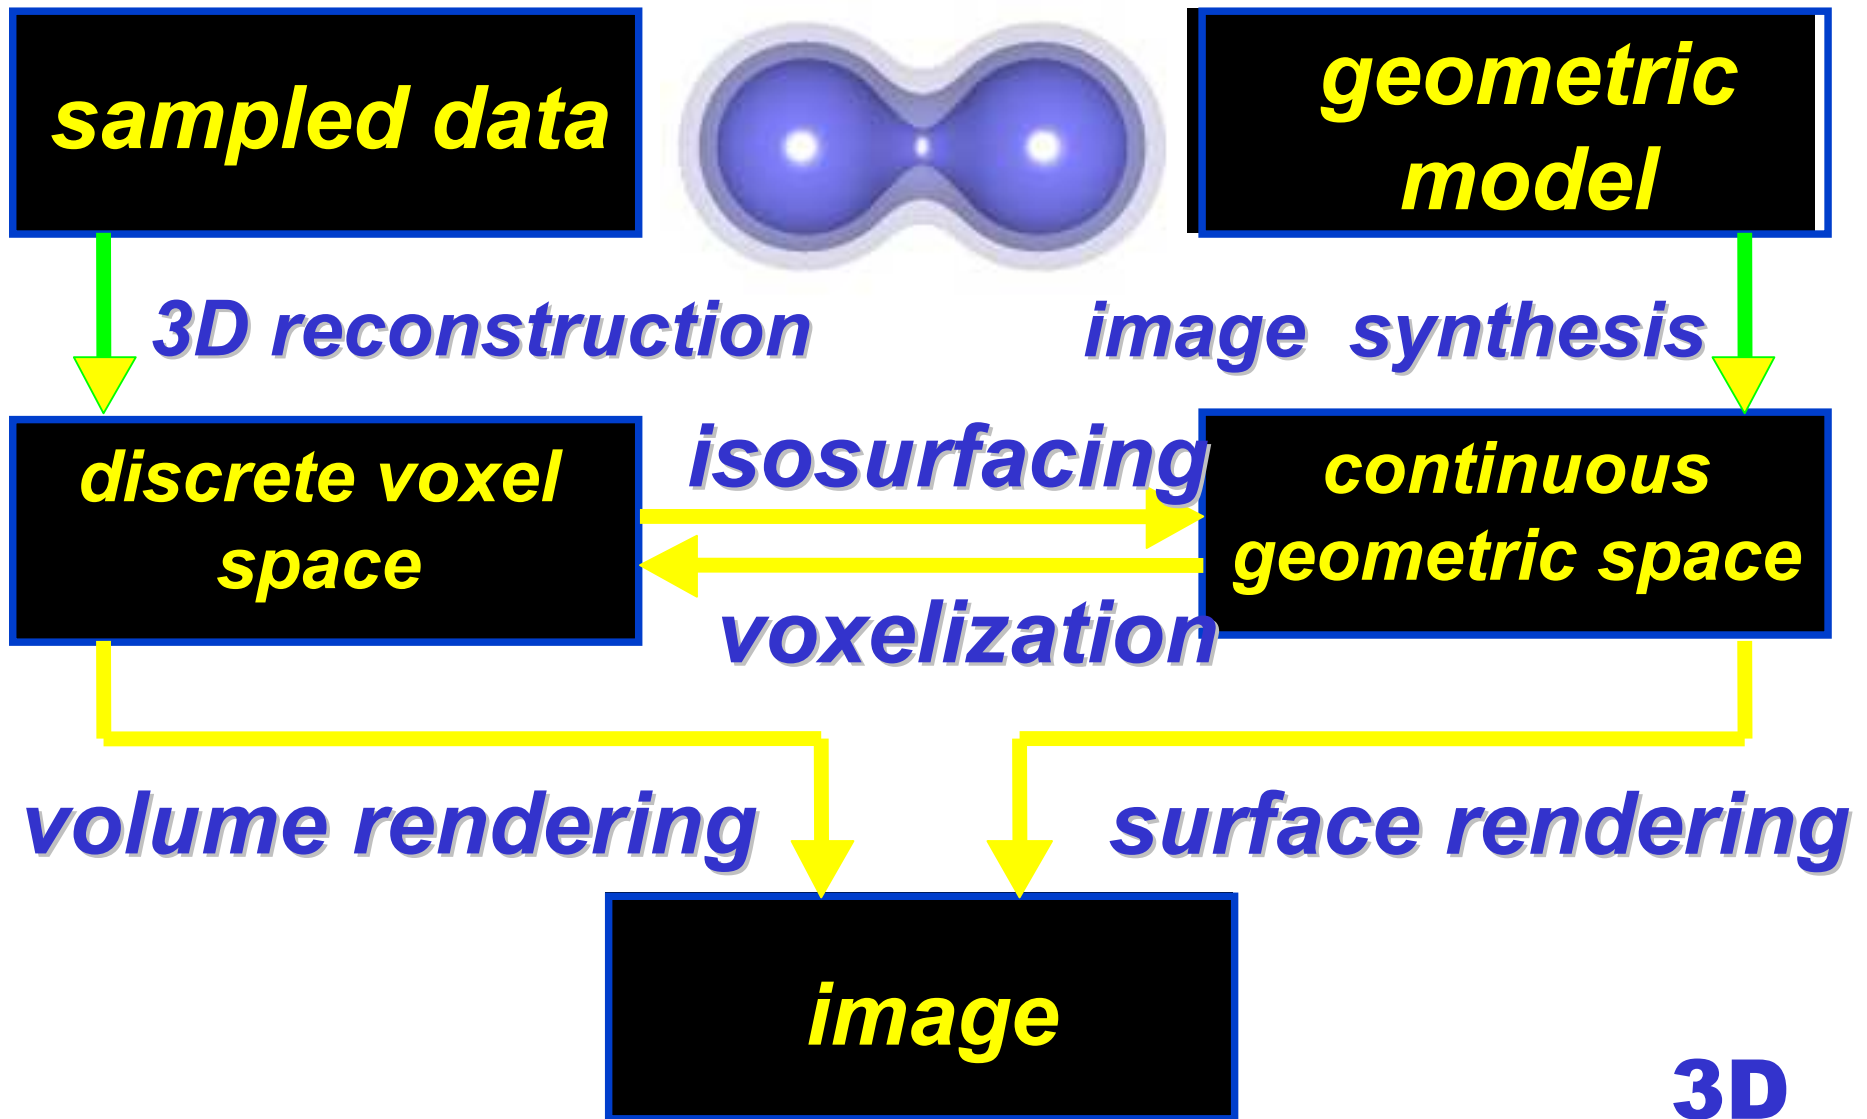 sampled data
geometric
model
3D reconstruction
image synthesis
discrete voxel
space
isosurfacing
continuous
geometric space
voxelization
volume rendering
surface rendering
image
3D